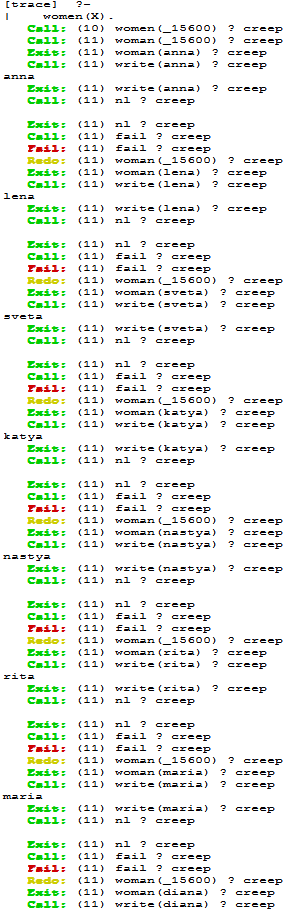 [trace]  ?-
|    women(X).
   Call: (10) women(_15600) ? creep
   Call: (11) woman(_15600) ? creep
   Exit: (11) woman(anna) ? creep
   Call: (11) write(anna) ? creep
anna
   Exit: (11) write(anna) ? creep
   Call: (11) nl ? creep

   Exit: (11) nl ? creep
   Call: (11) fail ? creep
   Fail: (11) fail ? creep
   Redo: (11) woman(_15600) ? creep
   Exit: (11) woman(lena) ? creep
   Call: (11) write(lena) ? creep
lena
   Exit: (11) write(lena) ? creep
   Call: (11) nl ? creep

   Exit: (11) nl ? creep
   Call: (11) fail ? creep
   Fail: (11) fail ? creep
   Redo: (11) woman(_15600) ? creep
   Exit: (11) woman(sveta) ? creep
   Call: (11) write(sveta) ? creep
sveta
   Exit: (11) write(sveta) ? creep
   Call: (11) nl ? creep

   Exit: (11) nl ? creep
   Call: (11) fail ? creep
   Fail: (11) fail ? creep
   Redo: (11) woman(_15600) ? creep
   Exit: (11) woman(katya) ? creep
   Call: (11) write(katya) ? creep
katya
   Exit: (11) write(katya) ? creep
   Call: (11) nl ? creep

   Exit: (11) nl ? creep
   Call: (11) fail ? creep
   Fail: (11) fail ? creep
   Redo: (11) woman(_15600) ? creep
   Exit: (11) woman(nastya) ? creep
   Call: (11) write(nastya) ? creep
nastya
   Exit: (11) write(nastya) ? creep
   Call: (11) nl ? creep

   Exit: (11) nl ? creep
   Call: (11) fail ? creep
   Fail: (11) fail ? creep
   Redo: (11) woman(_15600) ? creep
   Exit: (11) woman(rita) ? creep
   Call: (11) write(rita) ? creep
rita
   Exit: (11) write(rita) ? creep
   Call: (11) nl ? creep

   Exit: (11) nl ? creep
   Call: (11) fail ? creep
   Fail: (11) fail ? creep
   Redo: (11) woman(_15600) ? creep
   Exit: (11) woman(maria) ? creep
   Call: (11) write(maria) ? creep
maria
   Exit: (11) write(maria) ? creep
   Call: (11) nl ? creep

   Exit: (11) nl ? creep
   Call: (11) fail ? creep
   Fail: (11) fail ? creep
   Redo: (11) woman(_15600) ? creep
   Exit: (11) woman(diana) ? creep
   Call: (11) write(diana) ? creep